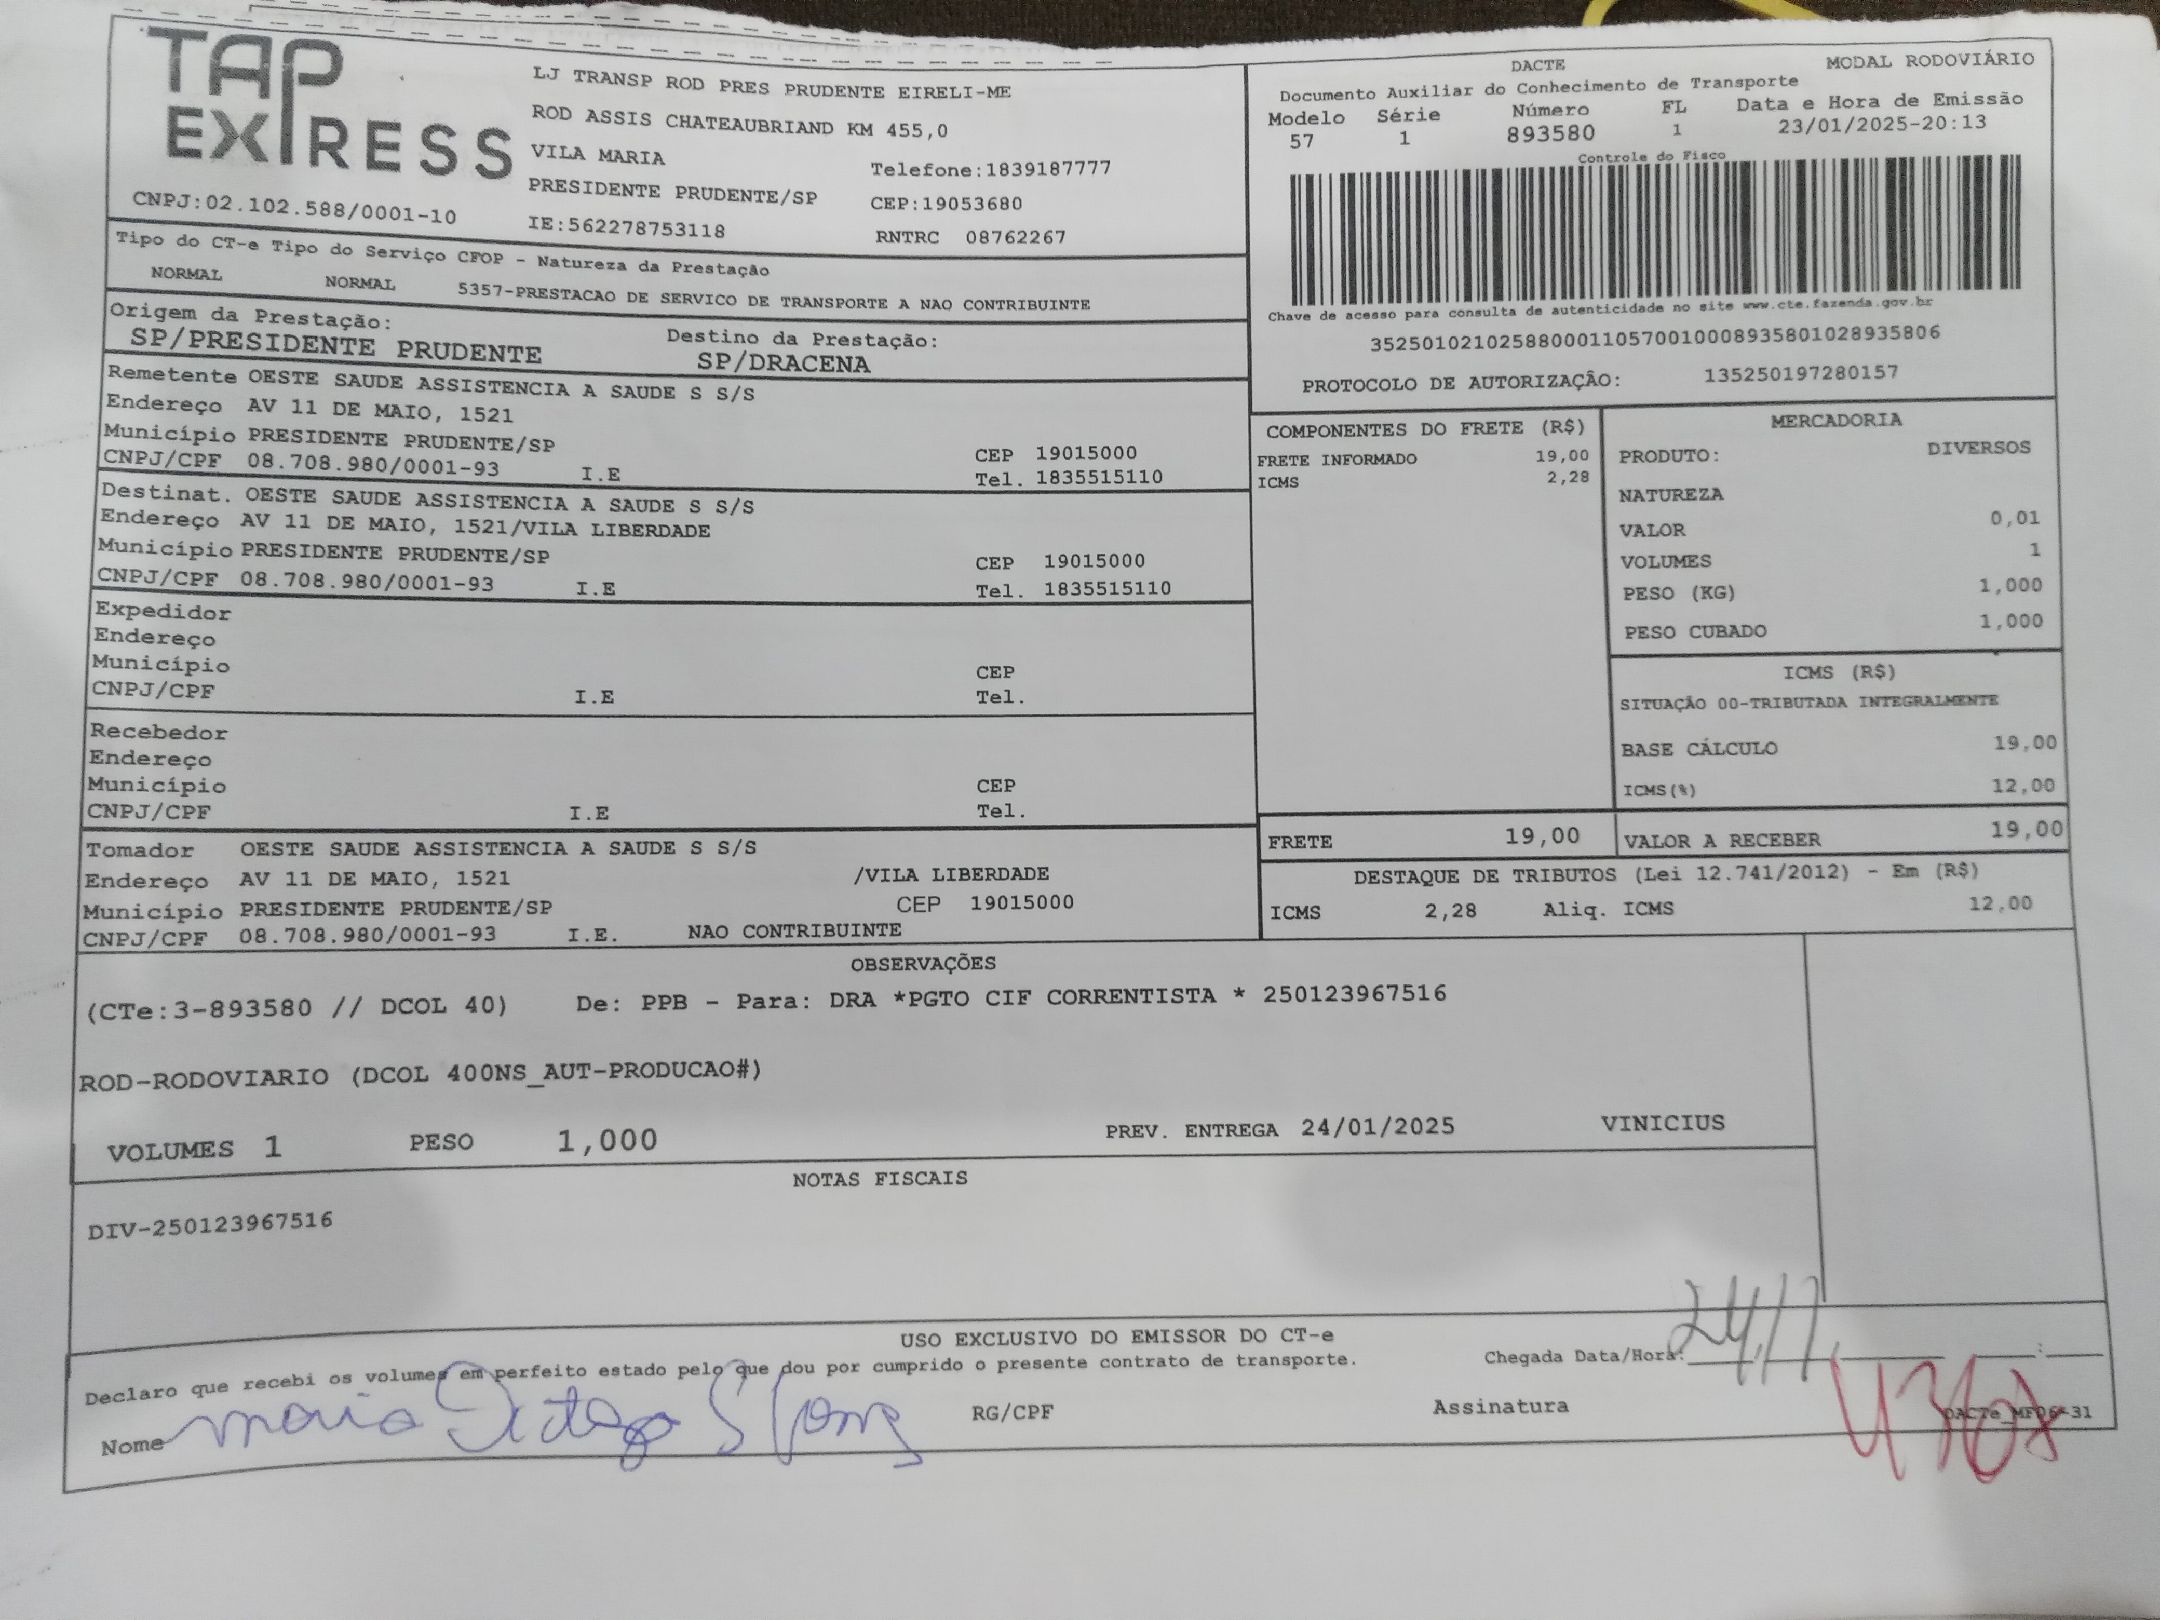 TAP EXPRESS
CNPJ:02.102.588/0001-10
LJ TRANSP ROD PRES PRUDENTE EIRELI-ME
ROD ASSIS CHATEAUBRIAND KM 455,0
VILA MARIA Telefone:1839187777
PRESIDENTE PRUDENTE/SP CEP:19053680
IE:562278753118 RNTRC 08762267
DACTE MODAL RODOVIÁRIO
Documento Auxiliar do Conhecimento de Transporte
Modelo Série Número FL Data e Hora de Emissão
57 1 893580 1 23/01/2025-20:13
Controle do Fisco
Chave de acesso para consulta de autenticidade no site www.cte.fazenda.gov.br
35250102102588000110570010008935801028935806
PROTOCOLO DE AUTORIZAÇÃO: 135250197280157
Tipo do CT-e Tipo do Serviço CFOP - Natureza da Prestação
NORMAL NORMAL 5357-PRESTACAO DE SERVICO DE TRANSPORTE A NAO CONTRIBUINTE
Origem da Prestação: Destino da Prestação:
SP/PRESIDENTE PRUDENTE SP/DRACENA
Remetente OESTE SAUDE ASSISTENCIA A SAUDE S S/S
Endereço AV 11 DE MAIO, 1521
Município PRESIDENTE PRUDENTE/SP CEP 19015000
CNPJ/CPF 08.708.980/0001-93 I.E Tel. 1835515110
Destinat. OESTE SAUDE ASSISTENCIA A SAUDE S S/S
Endereço AV 11 DE MAIO, 1521/VILA LIBERDADE
Município PRESIDENTE PRUDENTE/SP CEP 19015000
CNPJ/CPF 08.708.980/0001-93 I.E Tel. 1835515110
Expedidor
Endereço
Município CEP
CNPJ/CPF I.E Tel.
Recebedor
Endereço
Município CEP
CNPJ/CPF I.E Tel.
Tomador OESTE SAUDE ASSISTENCIA A SAUDE S S/S
Endereço AV 11 DE MAIO, 1521 /VILA LIBERDADE
Município PRESIDENTE PRUDENTE/SP CEP 19015000
CNPJ/CPF 08.708.980/0001-93 I.E. NAO CONTRIBUINTE
COMPONENTES DO FRETE (R$)
FRETE INFORMADO 19,00
ICMS 2,28
MERCADORIA
PRODUTO: DIVERSOS
NATUREZA
VALOR 0,01
VOLUMES 1
PESO (KG) 1,000
PESO CUBADO 1,000
ICMS (R$)
SITUAÇÃO 00-TRIBUTADA INTEGRALMENTE
BASE CÁLCULO 19,00
ICMS(%) 12,00
FRETE 19,00 VALOR A RECEBER 19,00
DESTAQUE DE TRIBUTOS (Lei 12.741/2012) - Em (R$)
ICMS 2,28 Aliq. ICMS 12,00
OBSERVAÇÕES
(CTe:3-893580 // DCOL 40) De: PPB - Para: DRA *PGTO CIF CORRENTISTA * 250123967516
ROD-RODOVIARIO (DCOL 400NS_AUT-PRODUCAO#)
VOLUMES 1 PESO 1,000 PREV. ENTREGA 24/01/2025 VINICIUS
NOTAS FISCAIS
DIV-250123967516
USO EXCLUSIVO DO EMISSOR DO CT-e
Declaro que recebi os volumes em perfeito estado pelo que dou por cumprido o presente contrato de transporte.
Chegada Data/Hora: 24/1
Nome maria RG/CPF Assinatura DACTe_MF06-31